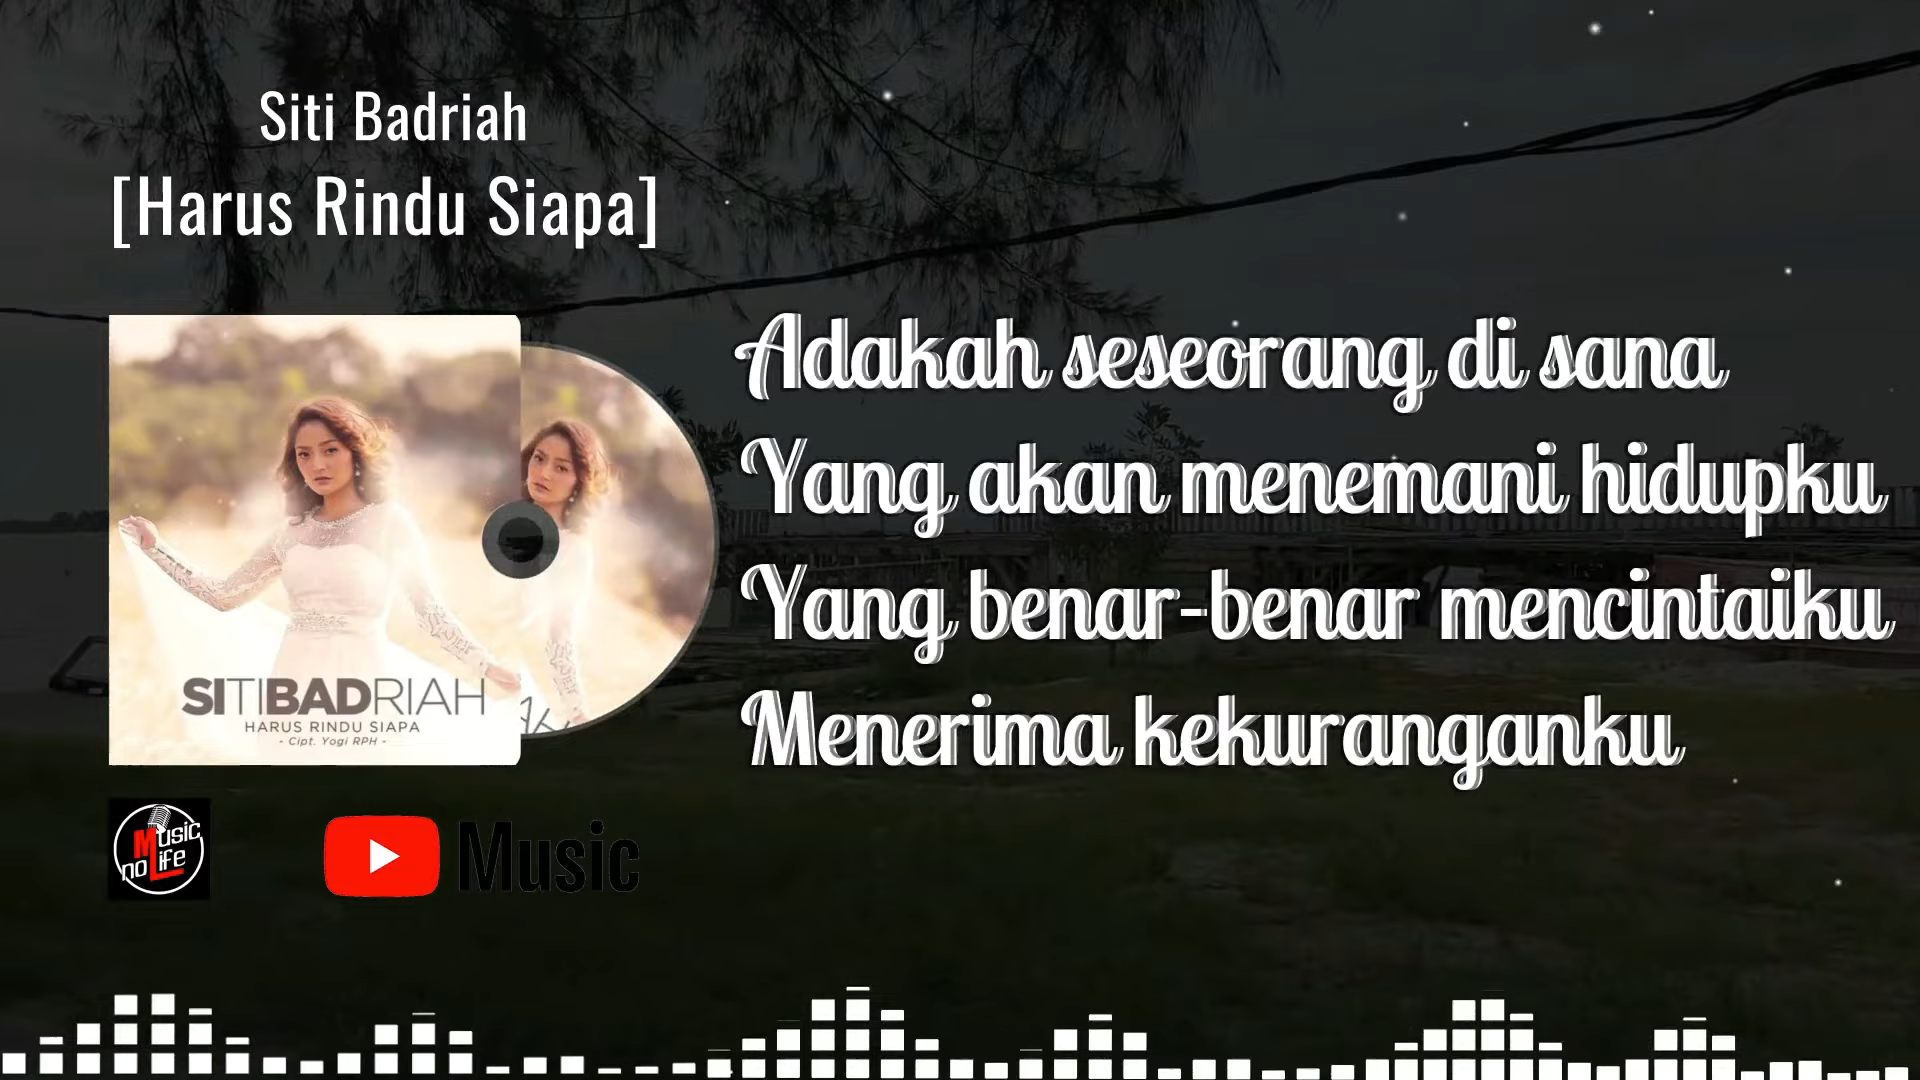 Siti Badriah
[Harus Rindu Siapa]
Adakah seseorang di sana
Yang akan menemani hidupku
Yang benar-benar mencintaiku
Menerima kekuranganku
SITIBADRIAH
HARUS RINDU SIAPA
- Cipt. Yogi RPH -
Music
no Life
Music